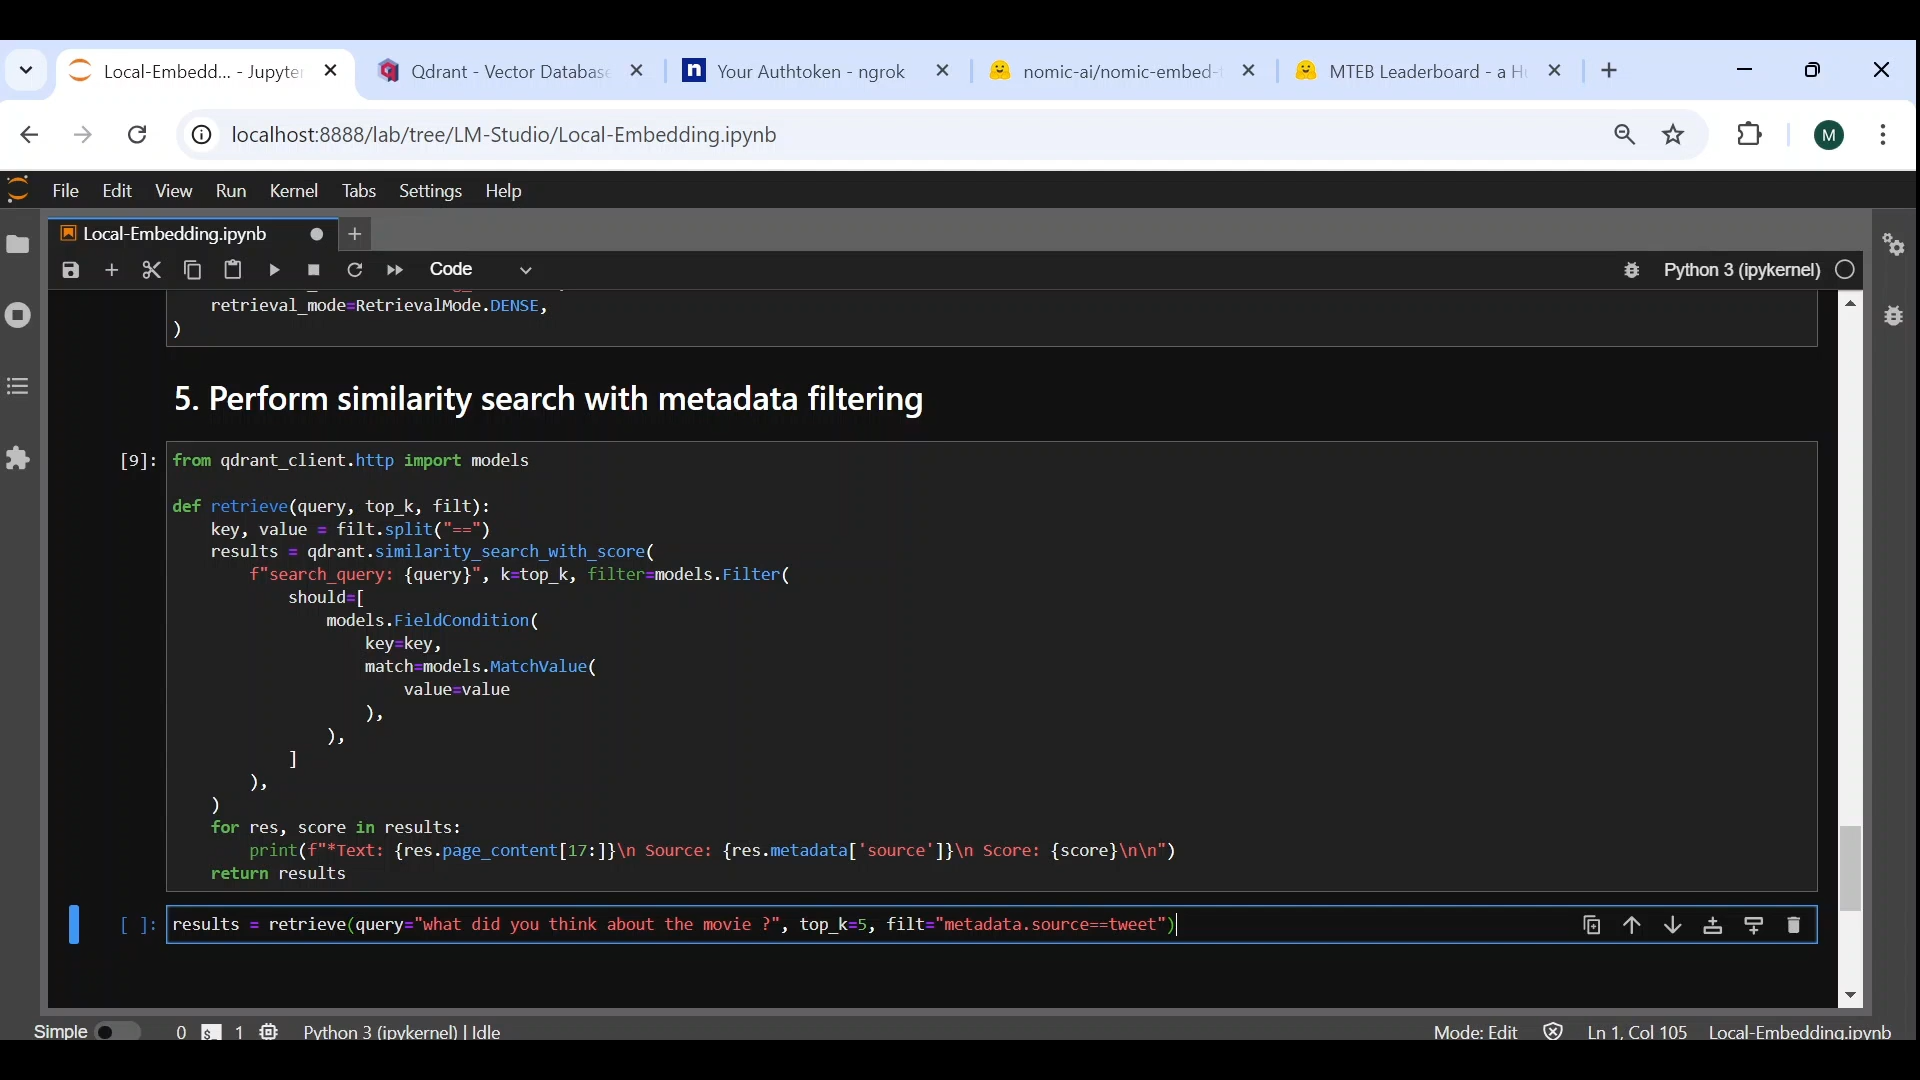 Local-Embedd... - Jupyter
Qdrant - Vector Database
n Your Authtoken - ngrok
nomic-ai/nomic-embed-
MTEB Leaderboard - a Hu
localhost:8888/lab/tree/LM-Studio/Local-Embedding.ipynb
M
File Edit View Run Kernel Tabs Settings Help
Local-Embedding.ipynb
Code
Python 3 (ipykernel)
retrieval_mode=RetrievalMode.DENSE,
)
5. Perform similarity search with metadata filtering
[9]: from qdrant_client.http import models
def retrieve(query, top_k, filt):
key, value = filt.split("==")
results = qdrant.similarity_search_with_score(
f"search_query: {query}", k=top_k, filter=models.Filter(
should=[
models.FieldCondition(
key=key,
match=models.MatchValue(
value=value
),
),
]
),
)
for res, score in results:
print(f"*Text: {res.page_content[17:]}\n Source: {res.metadata['source']}\n Score: {score}\n\n")
return results
[ ]: results = retrieve(query="what did you think about the movie ?", top_k=5, filt="metadata.source==tweet")
Simple 0 $_ 1 Python 3 (ipykernel) | Idle
Mode: Edit Ln 1, Col 105 Local-Embedding.ipynb